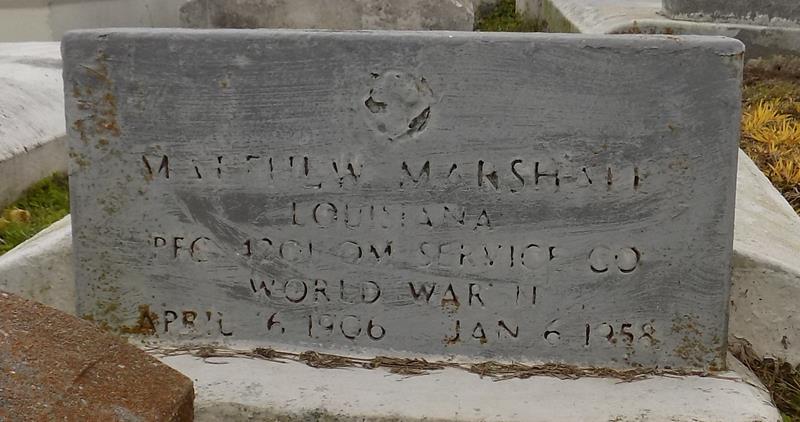 MATTHEW MARSHALL
LOUISIANA
PFC 4201 QM SERVICE CO
WORLD WAR II
APRIL 6 1906 JAN 6 1958